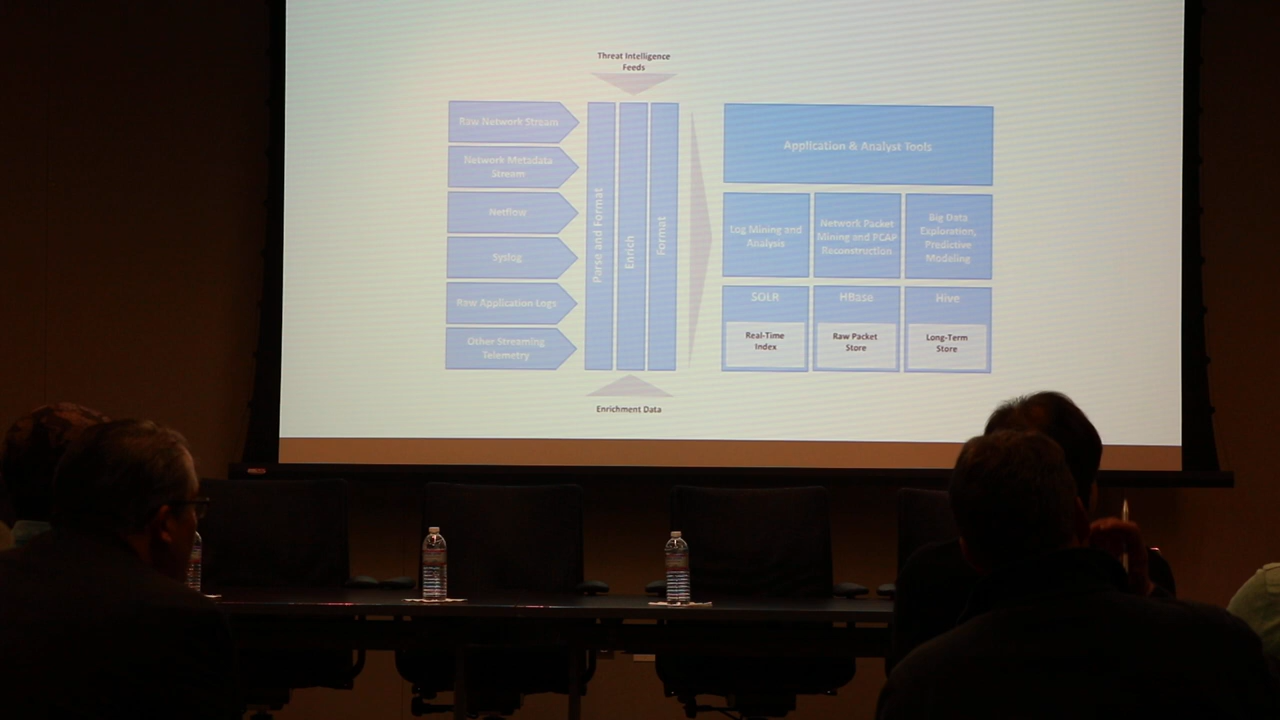 Threat Intelligence
Feeds
Raw Network Stream
Network Metadata
Stream
Netflow
Syslog
Raw Application Logs
Other Streaming
Telemetry
Parse and Format
Enrich
Format
Enrichment Data
Application & Analyst Tools
Log Mining and
Analysis
Network Packet
Mining and PCAP
Reconstruction
Big Data
Exploration,
Predictive
Modeling
SOLR
Real-Time
Index
HBase
Raw Packet
Store
Hive
Long-Term
Store